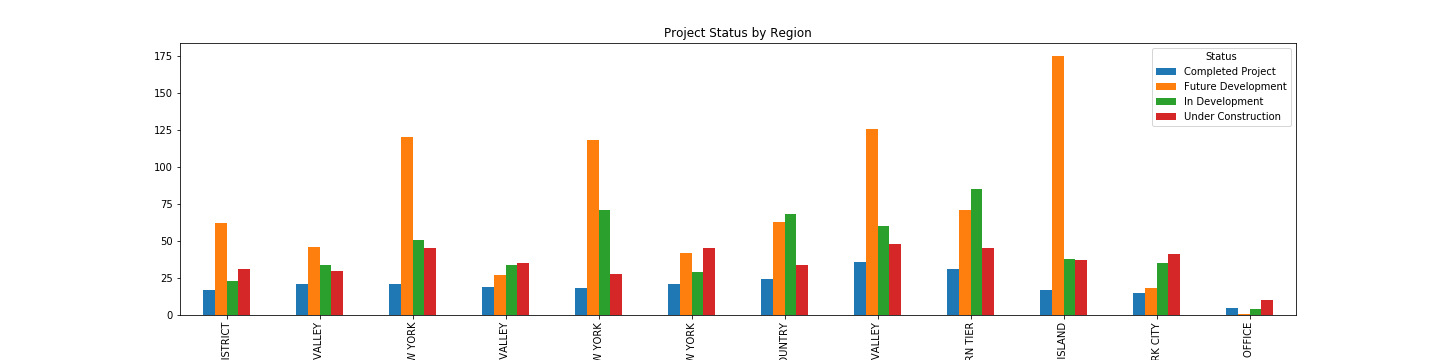 Project Status by Region
Status
Completed Project
Future Development
In Development
Under Construction
175
150
125
100
75
50
25
0
ISTRICT
VALLEY
W YORK
VALLEY
W YORK
W YORK
OUNTRY
VALLEY
RN TIER
ISLAND
RK CITY
OFFICE